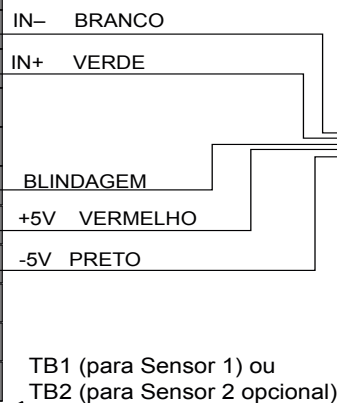 IN– BRANCO
IN+ VERDE
BLINDAGEM
+5V VERMELHO
-5V PRETO
TB1 (para Sensor 1) ou
TB2 (para Sensor 2 opcional)